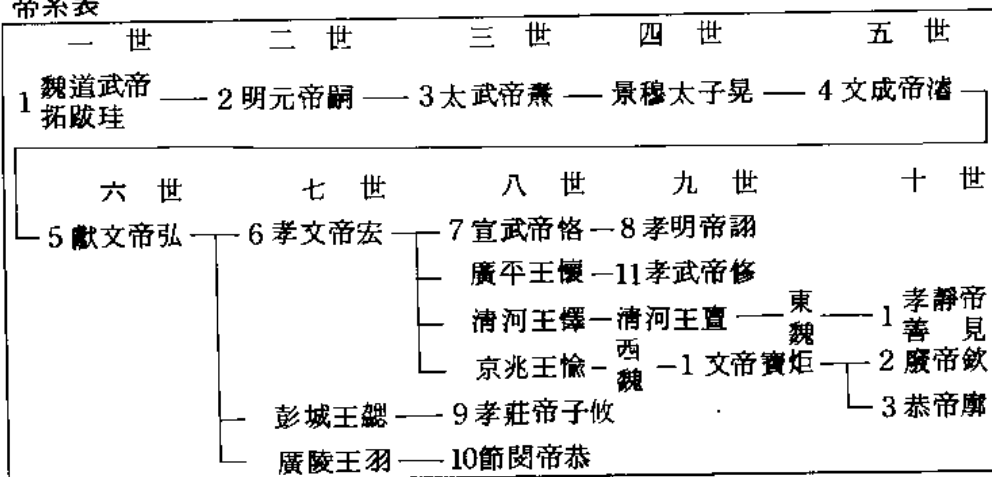 帝系表
一世 二世 三世 四世 五世
1 魏道武帝拓跋珪 2 明元帝嗣 3 太武帝燾 景穆太子晃 4 文成帝濬
六世 七世 八世 九世 十世
5 獻文帝弘 6 孝文帝宏 7 宣武帝恪 8 孝明帝詡
廣平王懷 11 孝武帝修
清河王懌 清河王亶 東魏 1 孝靜帝善見
京兆王愉 西魏 1 文帝寶炬 2 廢帝欽
3 恭帝廓
彭城王勰 9 孝莊帝子攸
廣陵王羽 10 節閔帝恭